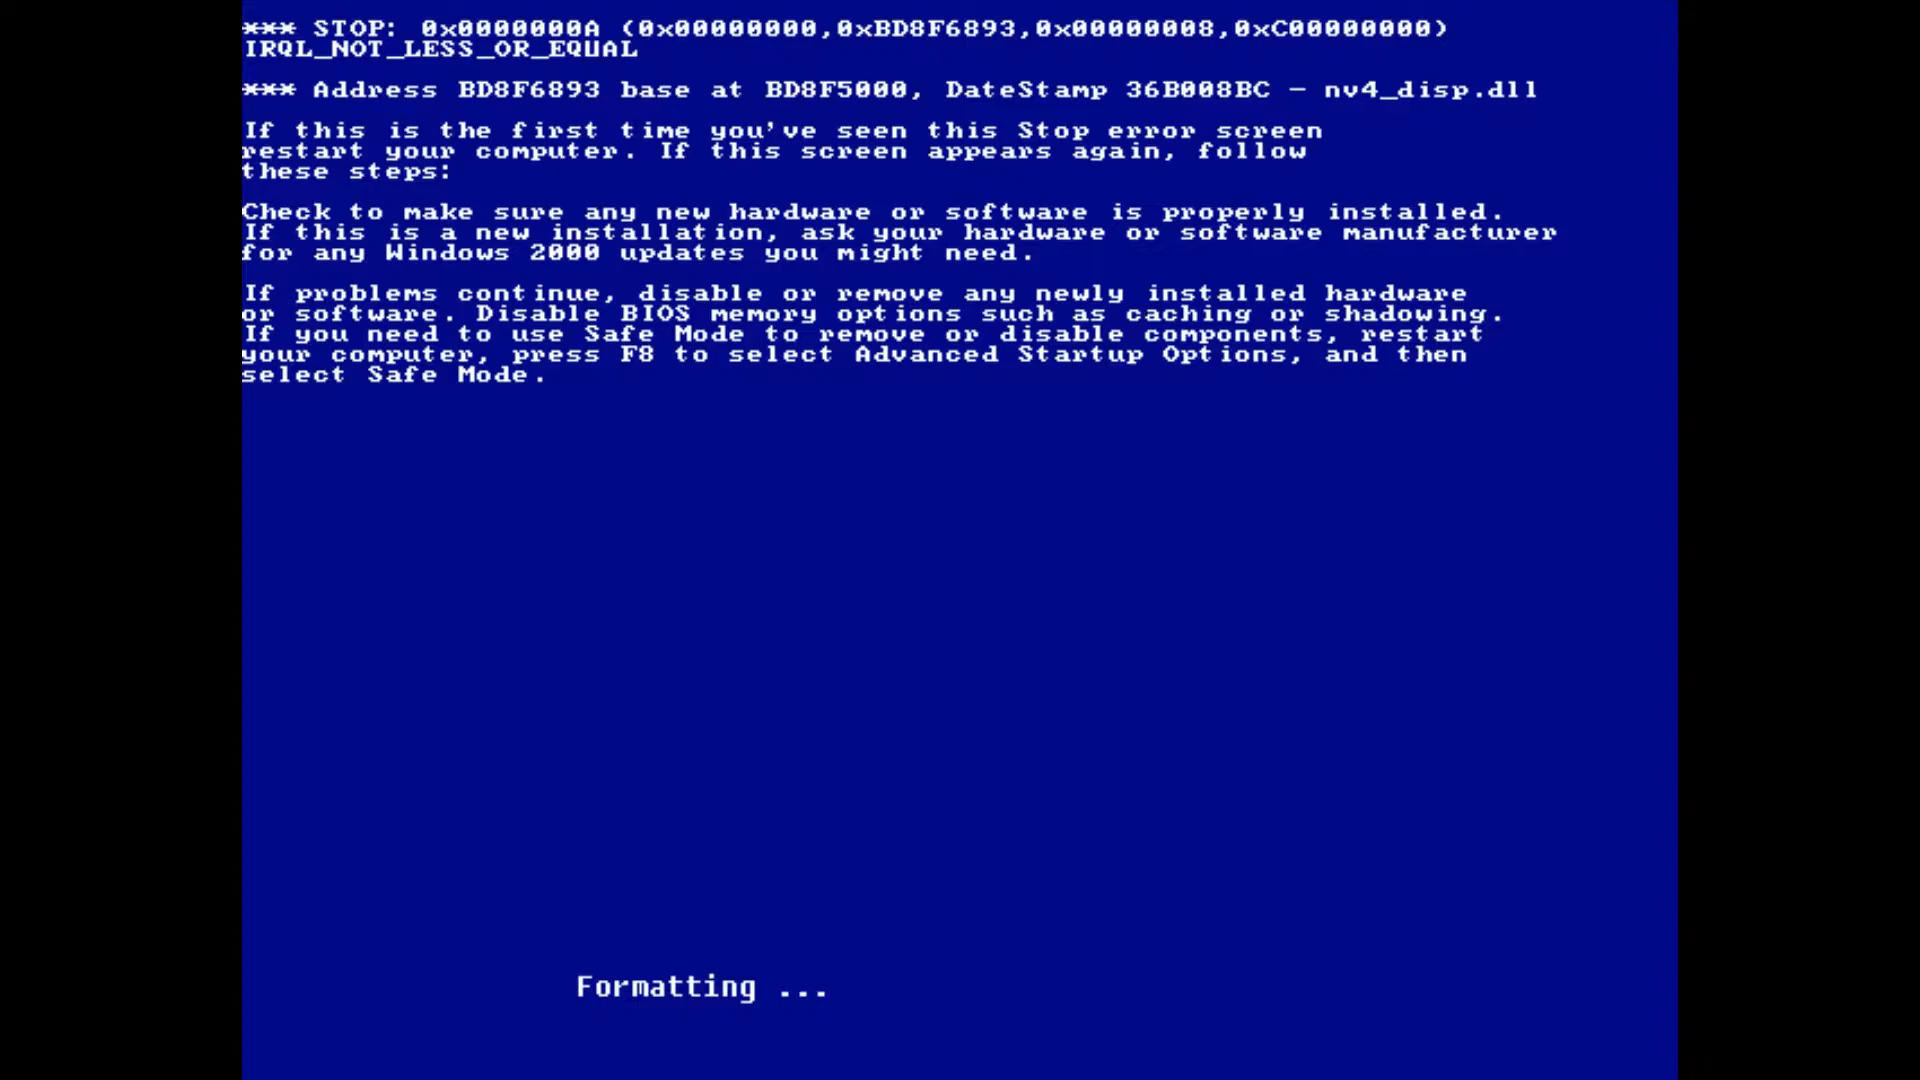 *** STOP: 0x0000000A (0x00000000,0xBD8F6893,0x00000008,0xC00000000)
IRQL_NOT_LESS_OR_EQUAL
*** Address BD8F6893 base at BD8F5000, DateStamp 36B008BC - nv4_disp.dll
If this is the first time you've seen this Stop error screen
restart your computer. If this screen appears again, follow
these steps:
Check to make sure any new hardware or software is properly installed.
If this is a new installation, ask your hardware or software manufacturer
for any Windows 2000 updates you might need.
If problems continue, disable or remove any newly installed hardware
or software. Disable BIOS memory options such as caching or shadowing.
If you need to use Safe Mode to remove or disable components, restart
your computer, press F8 to select Advanced Startup Options, and then
select Safe Mode.
Formatting ...